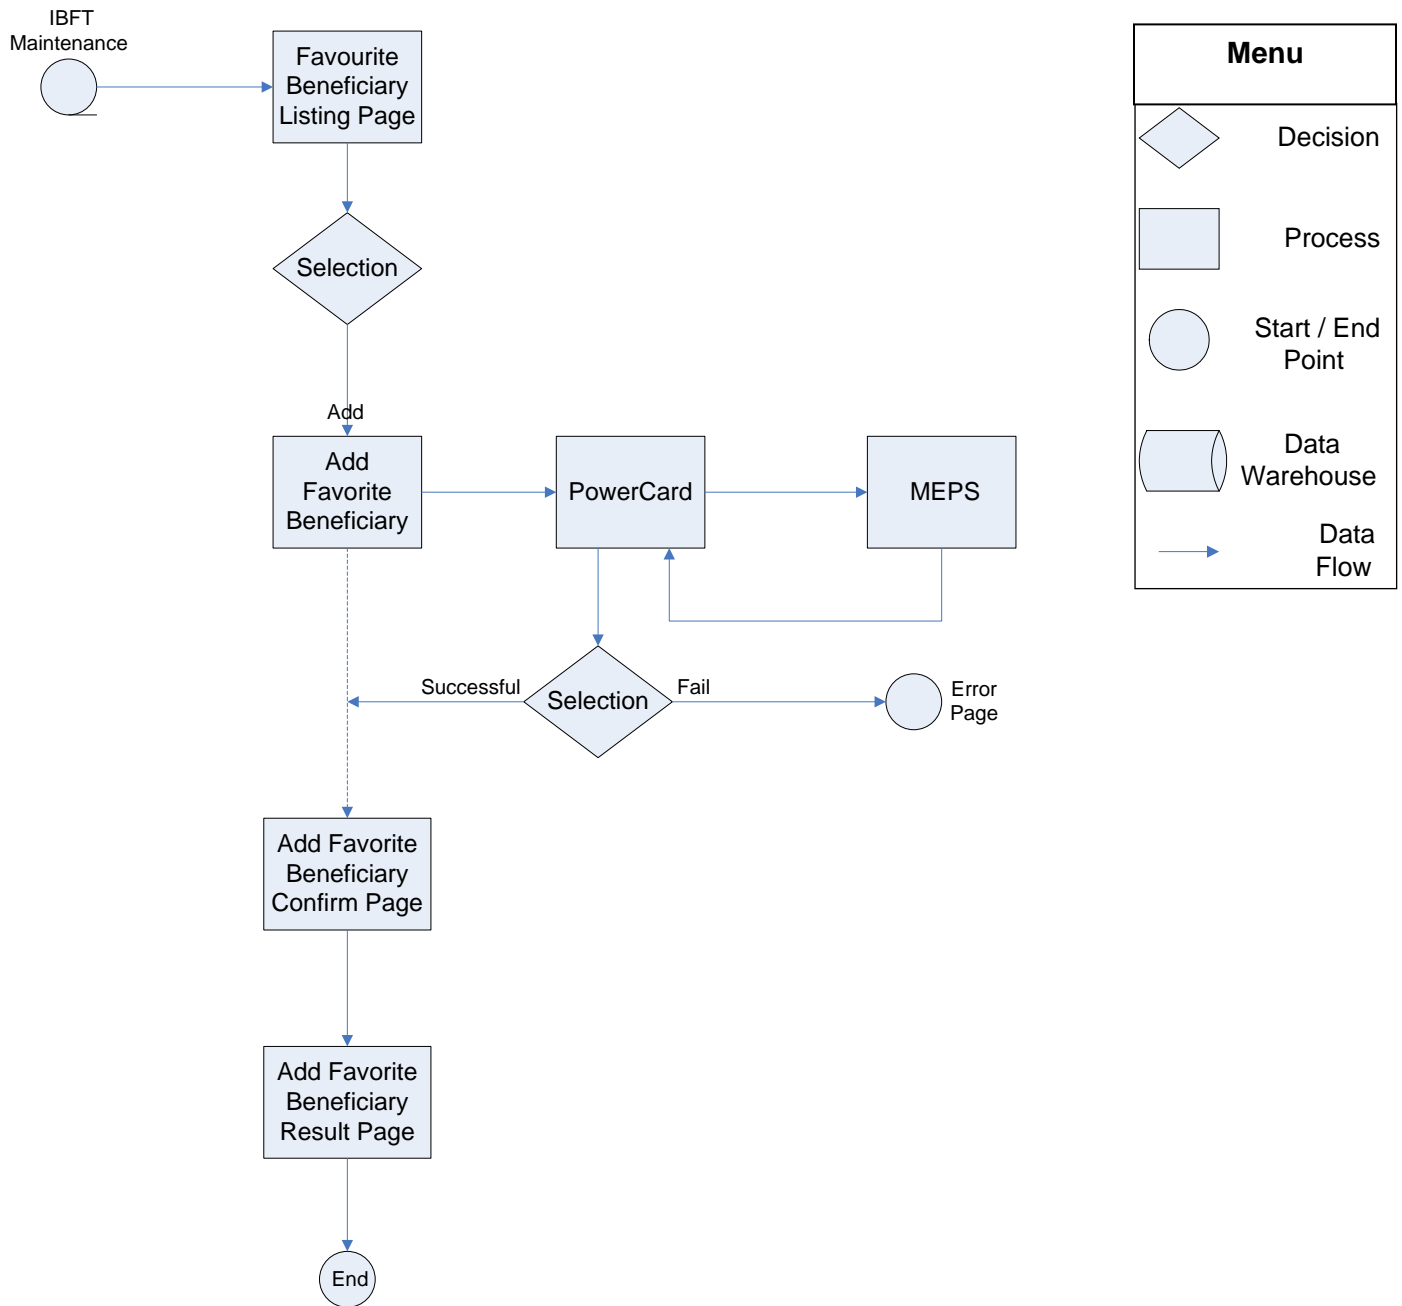 IBFT
Maintenance
Favourite
Beneficiary
Listing Page
Selection
Add
Add
Favorite
Beneficiary
PowerCard
MEPS
Successful
Selection
Fail
Error
Page
Add Favorite
Beneficiary
Confirm Page
Add Favorite
Beneficiary
Result Page
End
Menu
Decision
Process
Start / End
Point
Data
Warehouse
Data
Flow